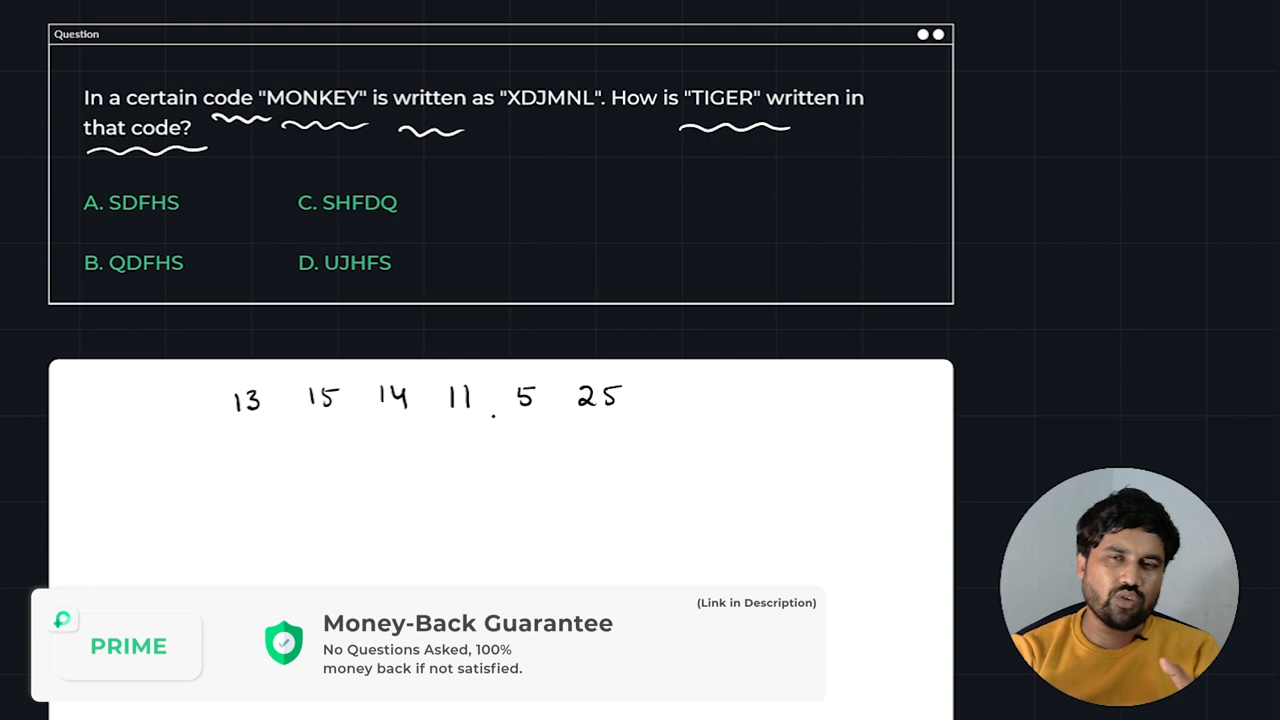 Question
In a certain code "MONKEY" is written as "XDJMNL". How is "TIGER" written in
that code?
A. SDFHS
C. SHFDQ
B. QDFHS
D. UJHFS
13 15 14 11 5 25
(Link in Description)
PRIME
Money-Back Guarantee
No Questions Asked, 100%
money back if not satisfied.